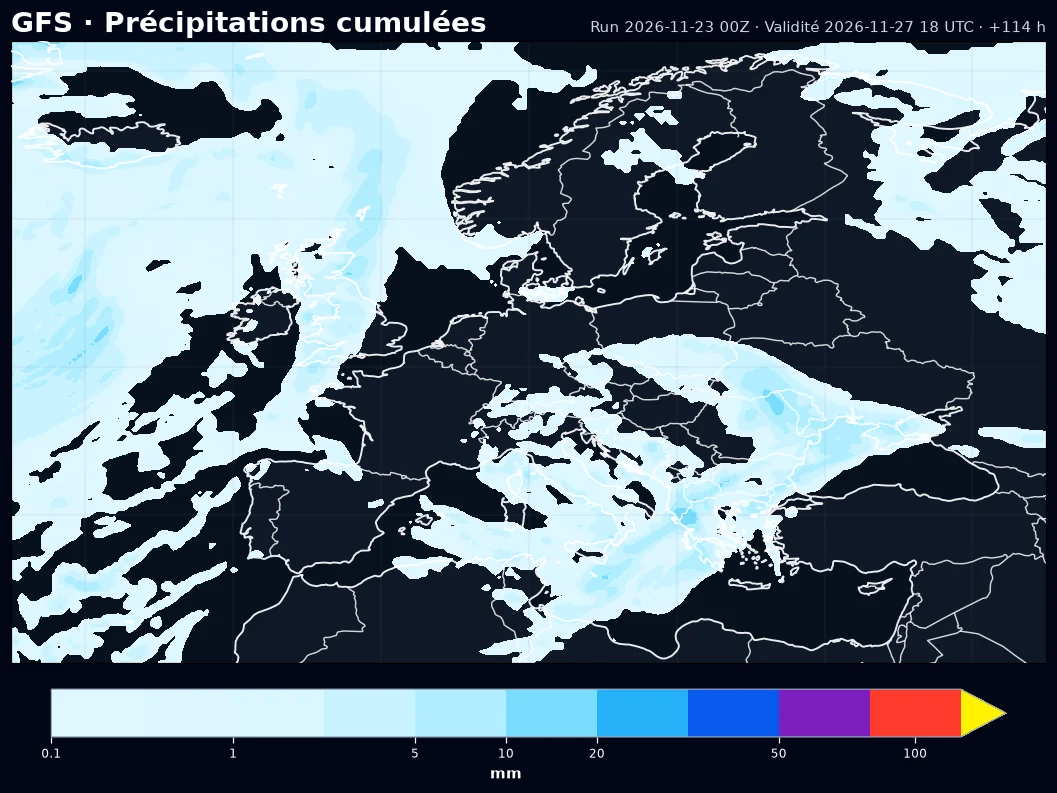 GFS · Précipitations cumulées
Run 2026-11-23 00Z · Validité 2026-11-27 18 UTC · +114 h
0.1 1 5 10 20 50 100
mm